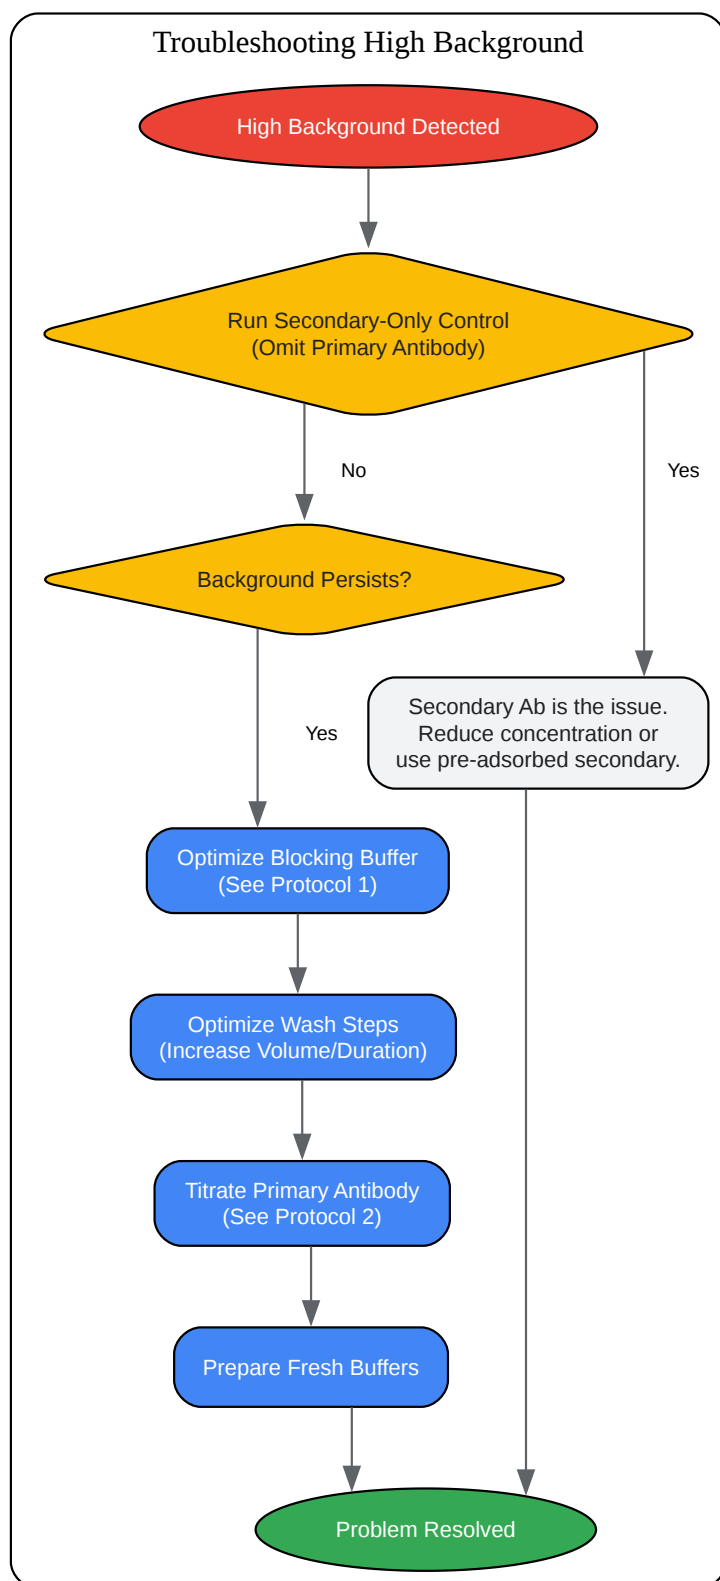 Troubleshooting High Background
High Background Detected
Run Secondary-Only Control
(Omit Primary Antibody)
No
Yes
Background Persists?
Secondary Ab is the issue.
Reduce concentration or
use pre-adsorbed secondary.
Yes
Optimize Blocking Buffer
(See Protocol 1)
Optimize Wash Steps
(Increase Volume/Duration)
Titrate Primary Antibody
(See Protocol 2)
Prepare Fresh Buffers
Problem Resolved